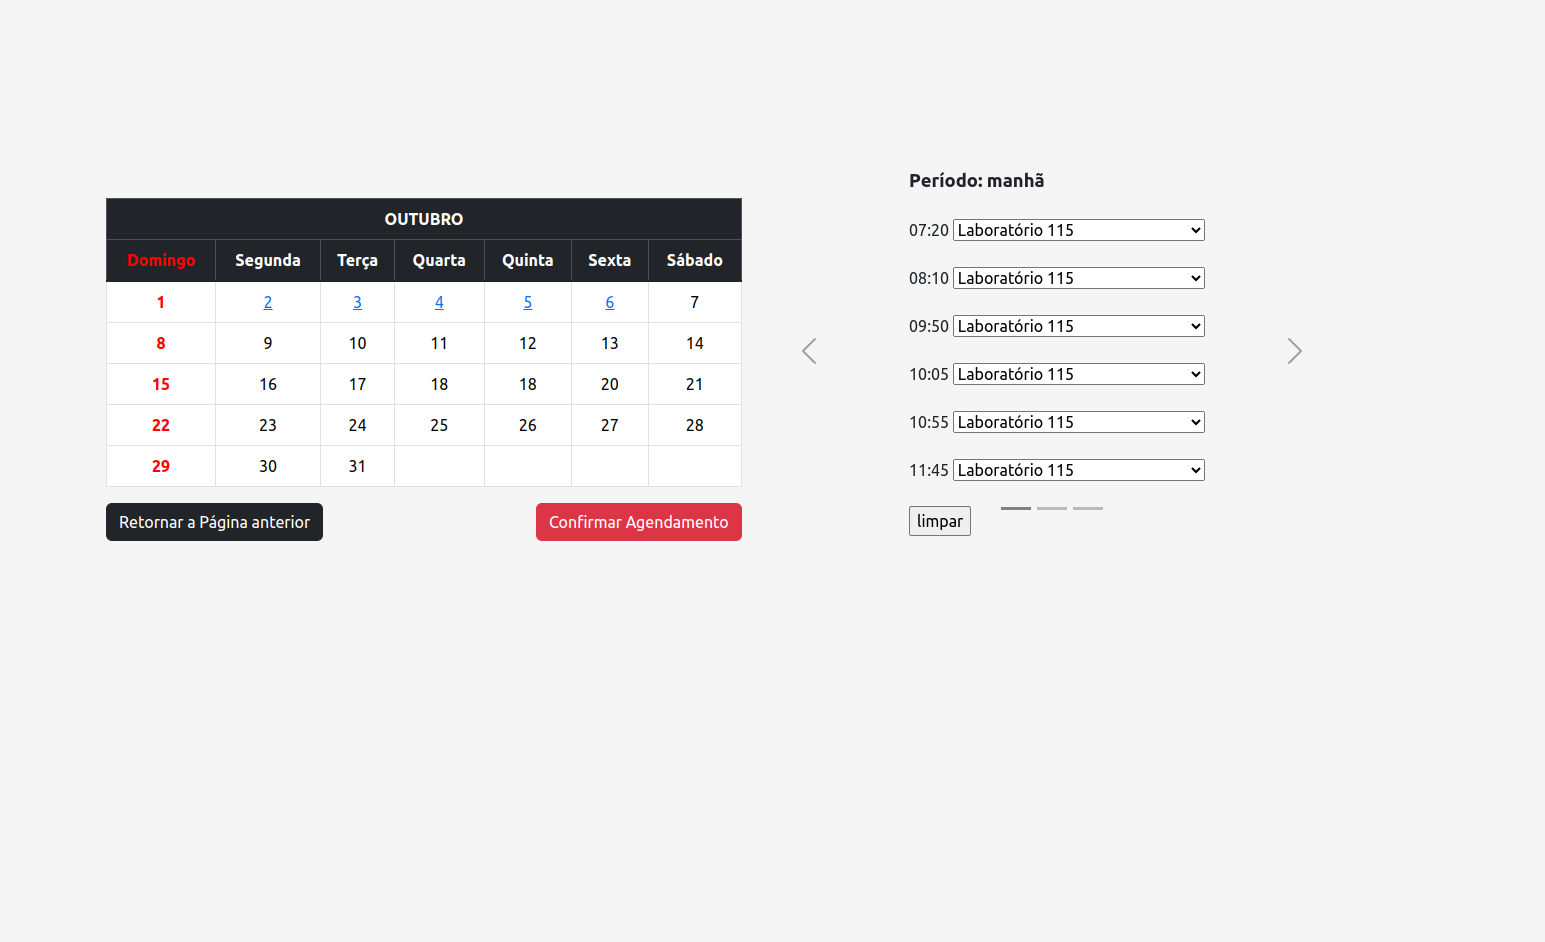 OUTUBRO
Domingo Segunda Terça Quarta Quinta Sexta Sábado
1 2 3 4 5 6 7
8 9 10 11 12 13 14
15 16 17 18 18 20 21
22 23 24 25 26 27 28
29 30 31
Retornar a Página anterior Confirmar Agendamento
Período: manhã
07:20 Laboratório 115
08:10 Laboratório 115
09:50 Laboratório 115
10:05 Laboratório 115
10:55 Laboratório 115
11:45 Laboratório 115
limpar